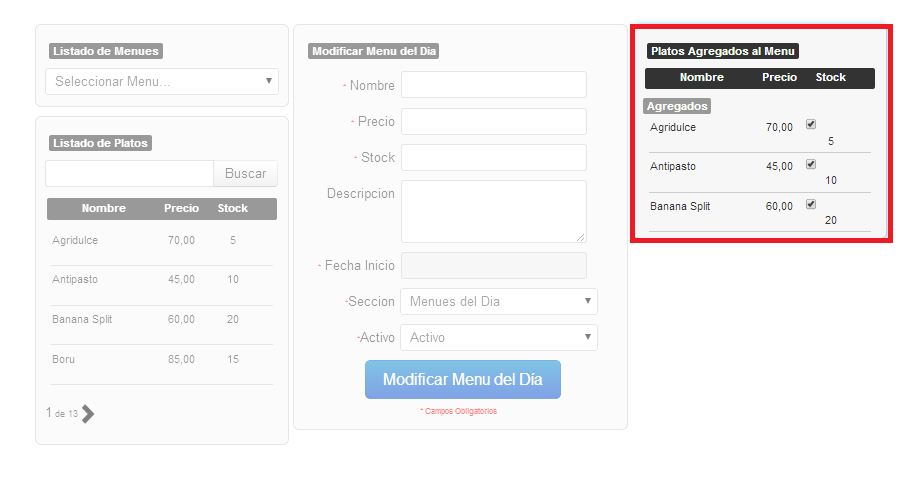 Listado de Menues
Seleccionar Menu...
Listado de Platos
Buscar
Nombre Precio Stock
Agridulce 70,00 5
Antipasto 45,00 10
Banana Split 60,00 20
Boru 85,00 15
1 de 13
Modificar Menu del Dia
- Nombre
- Precio
- Stock
Descripcion
- Fecha Inicio
-Seccion Menues del Dia
-Activo Activo
Modificar Menu del Día
* Campos Obligatorios
Platos Agregados al Menu
Nombre Precio Stock
Agregados
Agridulce 70,00
5
Antipasto 45,00
10
Banana Split 60,00
20